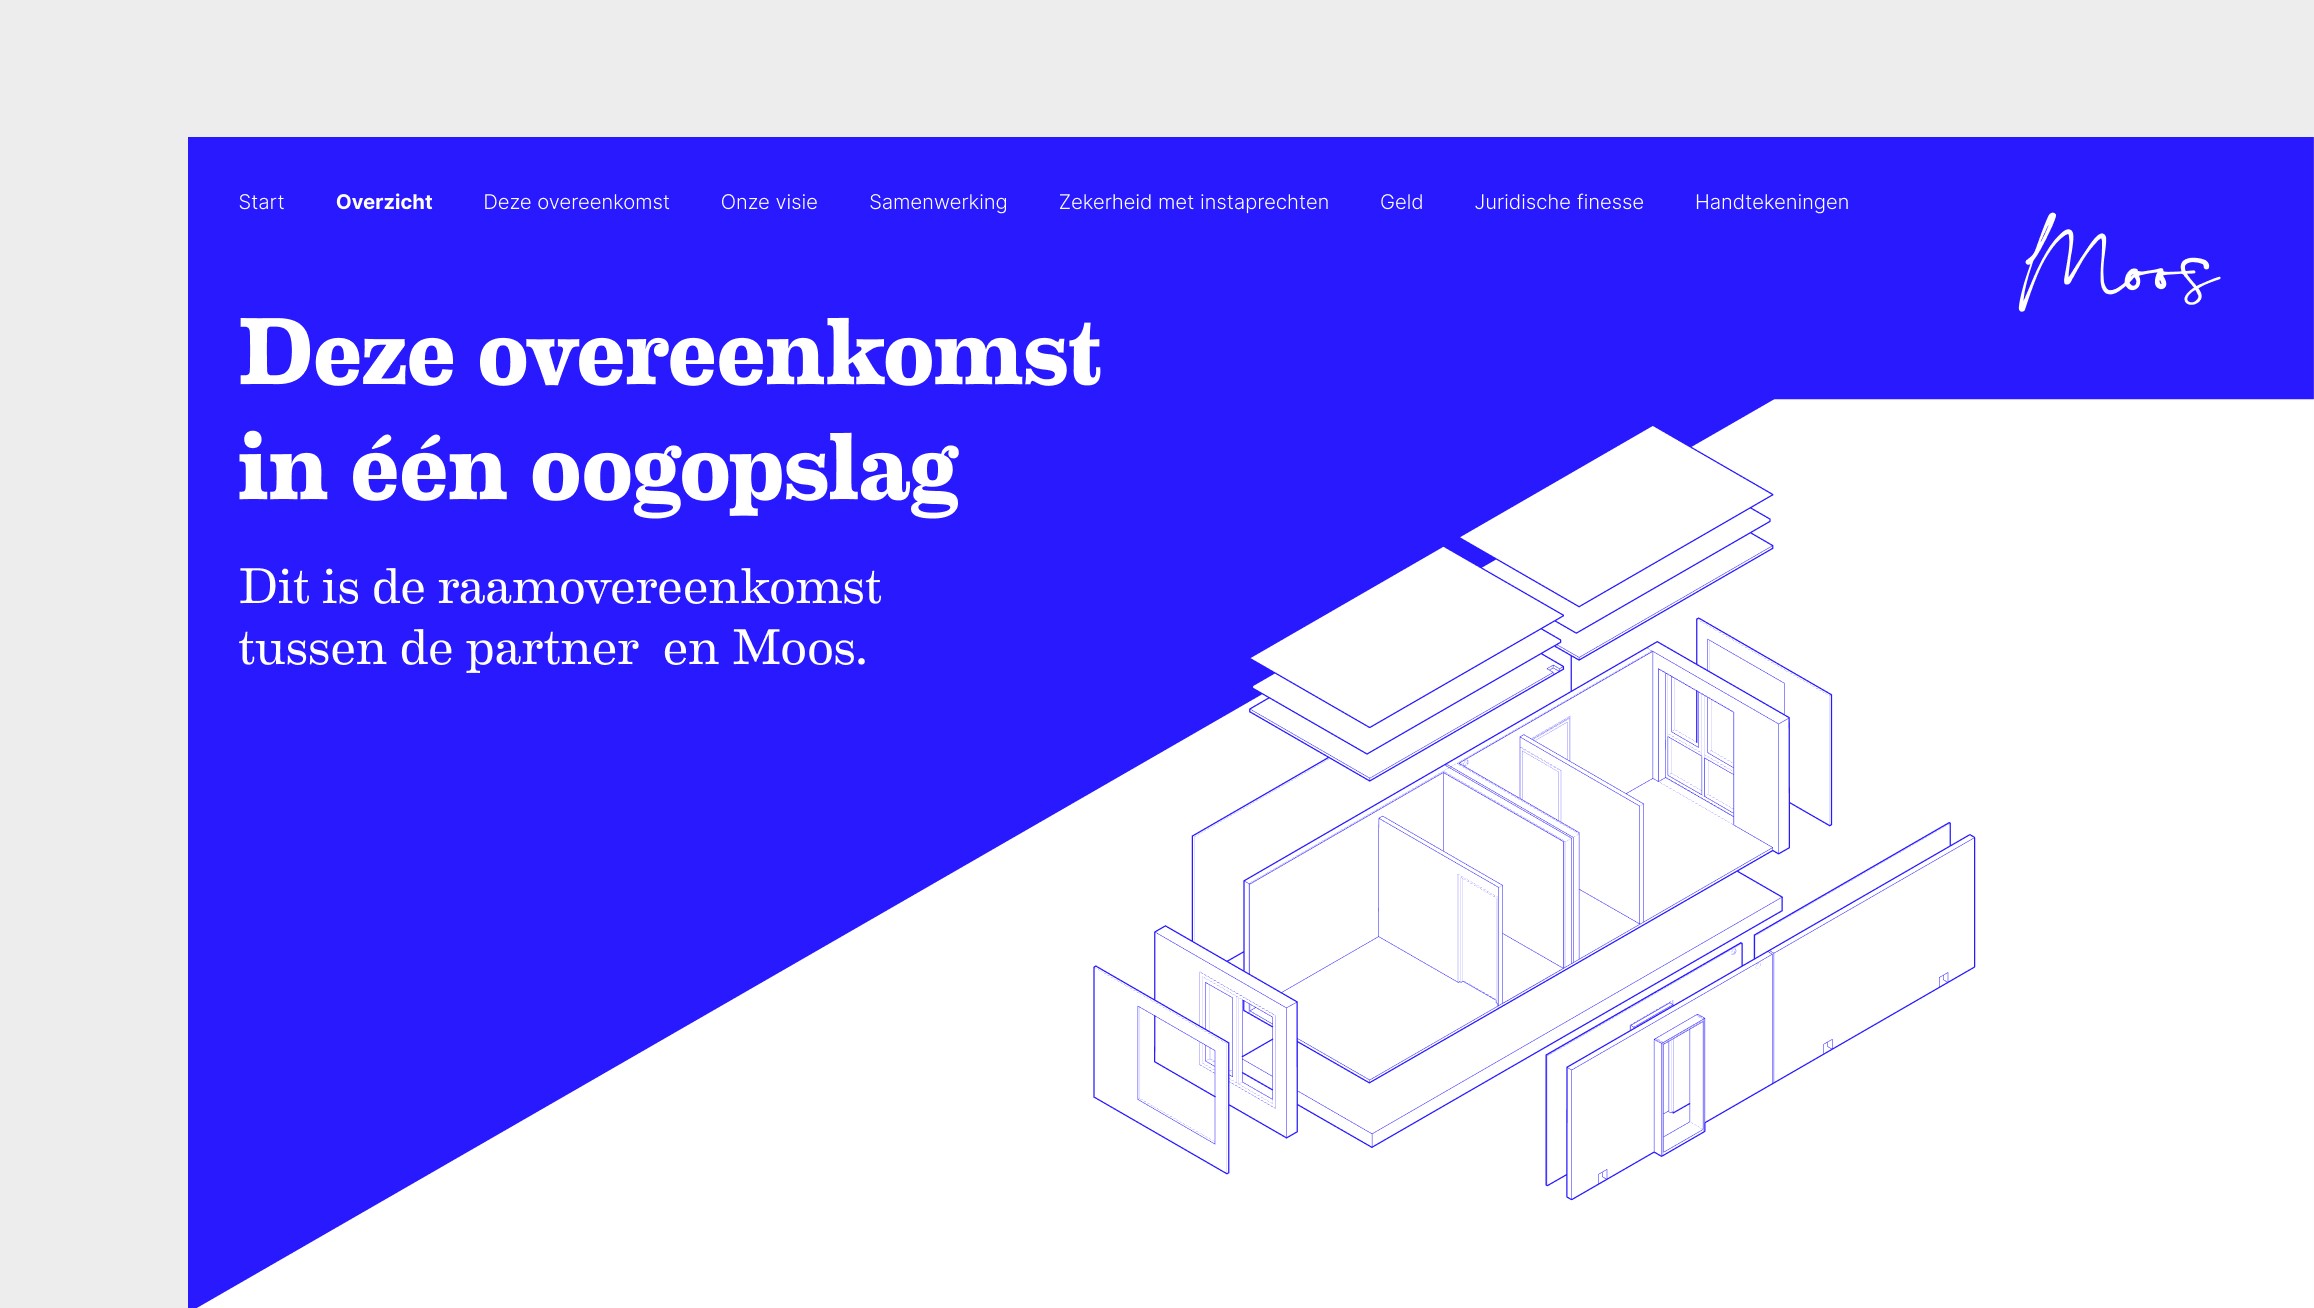 Start Overzicht Deze overeenkomst Onze visie Samenwerking Zekerheid met instaprechten Geld Juridische finesse Handtekeningen
Moos
Deze overeenkomst
in één oogopslag
Dit is de raamovereenkomst
tussen de partner  en Moos.